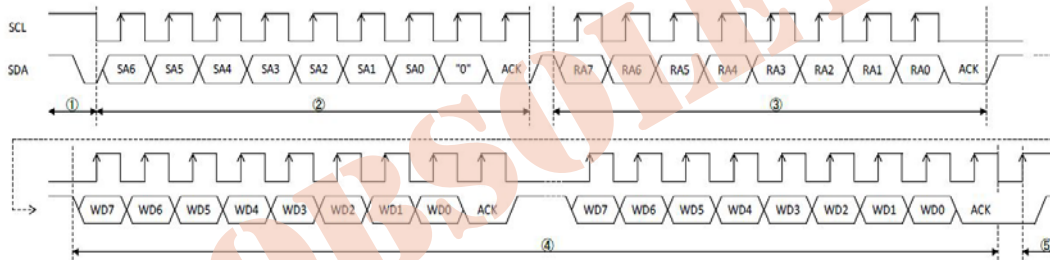 SCL
SDA SA6 SA5 SA4 SA3 SA2 SA1 SA0 "0" ACK RA7 RA6 RA5 RA4 RA3 RA2 RA1 RA0 ACK
① ② ③
WD7 WD6 WD5 WD4 WD3 WD2 WD1 WD0 ACK WD7 WD6 WD5 WD4 WD3 WD2 WD1 WD0 ACK
④ ⑤
OBSOLETE